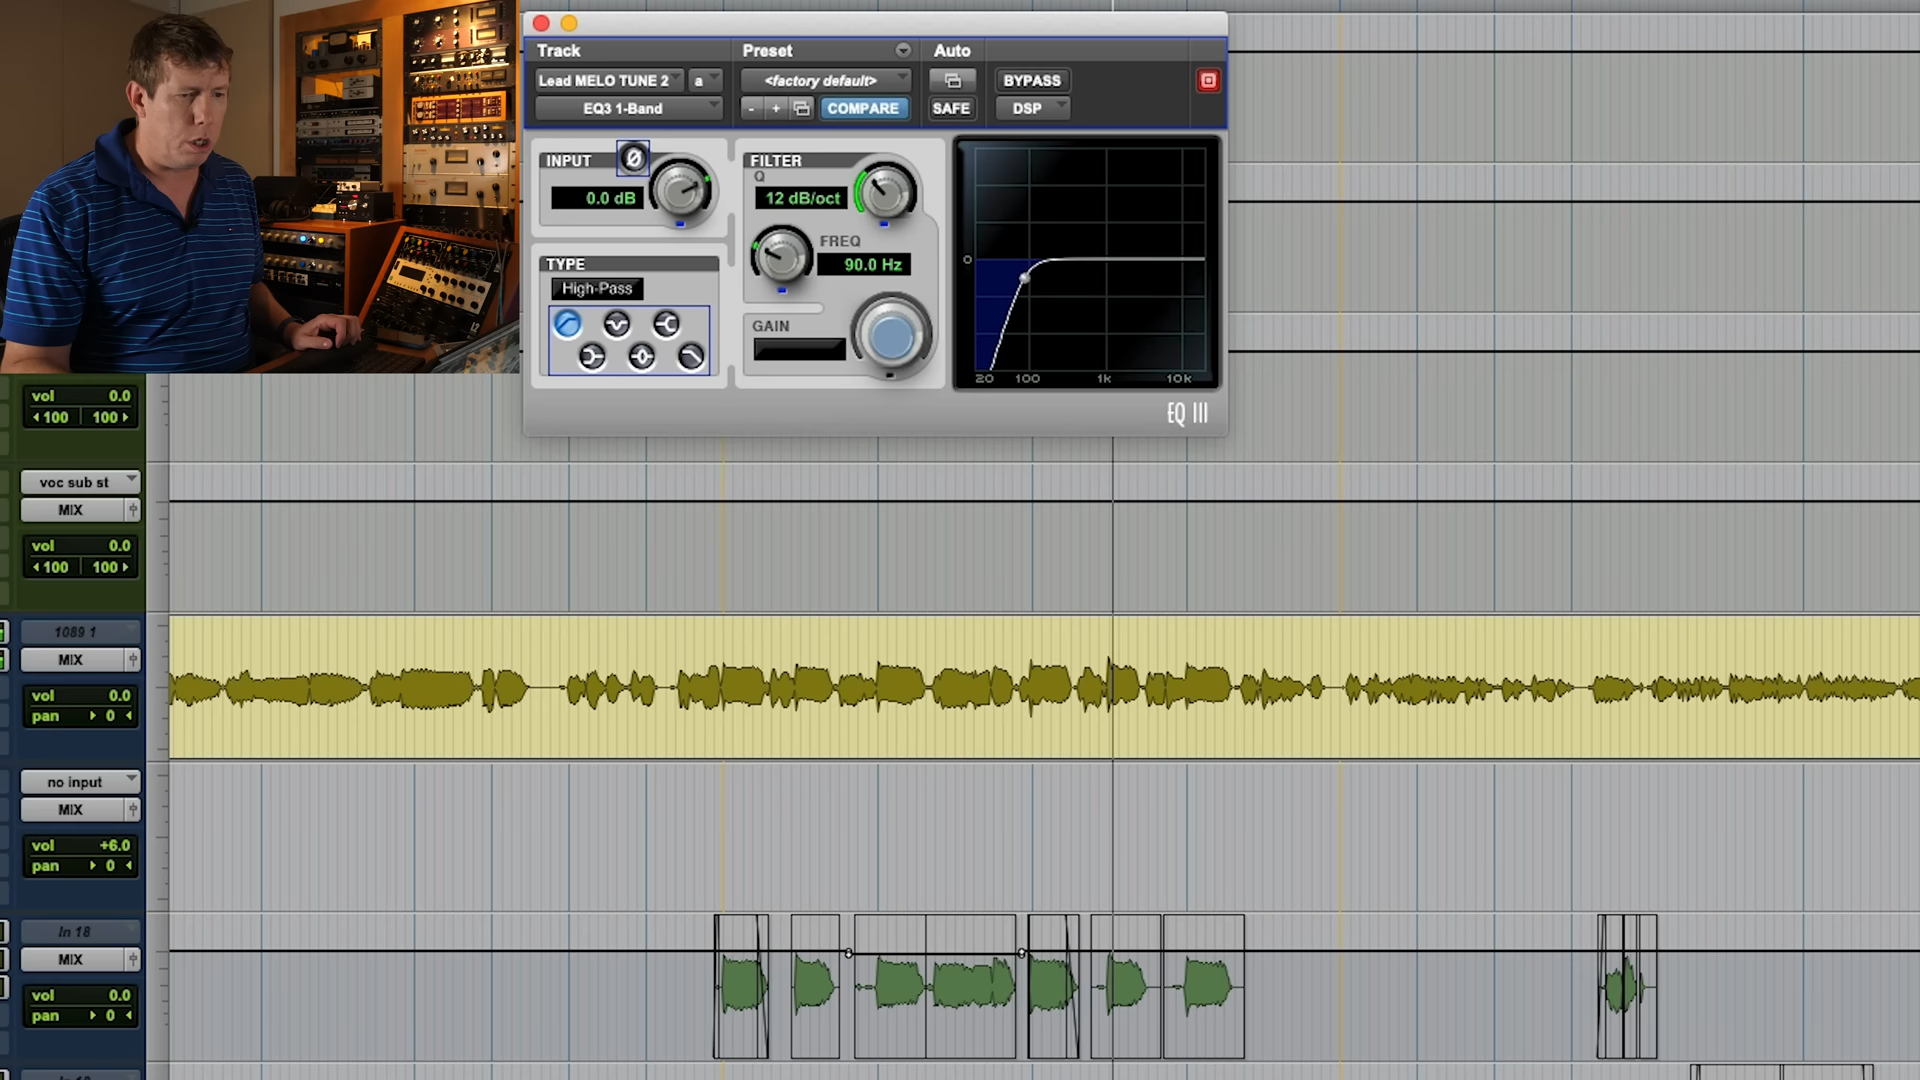 Track
Preset
Auto
Lead MELO TUNE 2
a
<factory default>
BYPASS
EQ3 1-Band
- +
COMPARE
SAFE
DSP
INPUT
Ø
0.0 dB
FILTER
Q
12 dB/oct
FREQ
90.0 Hz
TYPE
High-Pass
GAIN
0
20 100 1k 10k
EQ III
vol 0.0
100 100
voc sub st
MIX
vol 0.0
100 100
1089 1
MIX
vol 0.0
pan 0
no input
MIX
vol +6.0
pan 0
In 18
MIX
vol 0.0
pan 0